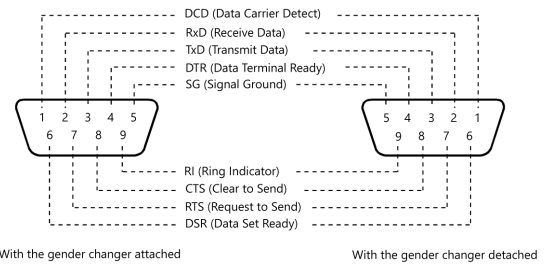 DCD (Data Carrier Detect)
RxD (Receive Data)
TxD (Transmit Data)
DTR (Data Terminal Ready)
SG (Signal Ground)
1 2 3 4 5
5 4 3 2 1
6 7 8 9
9 8 7 6
RI (Ring Indicator)
CTS (Clear to Send)
RTS (Request to Send)
DSR (Data Set Ready)
With the gender changer attached
With the gender changer detached